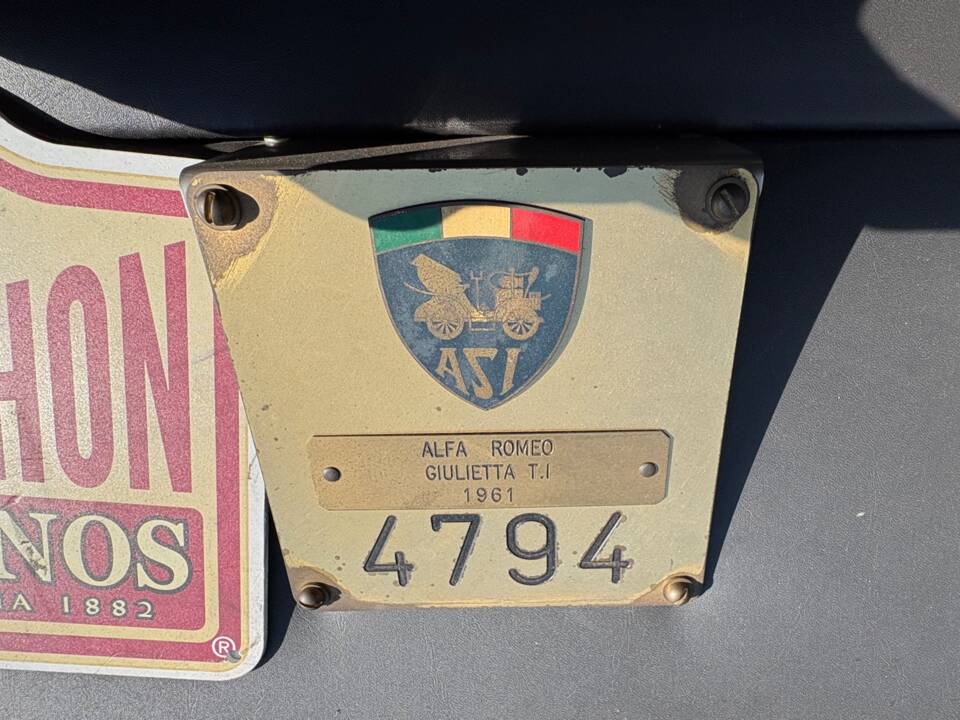 ASI
ALFA ROMEO
GIULIETTA T.I
1961
4794
HON
NOS
IA 1882
®